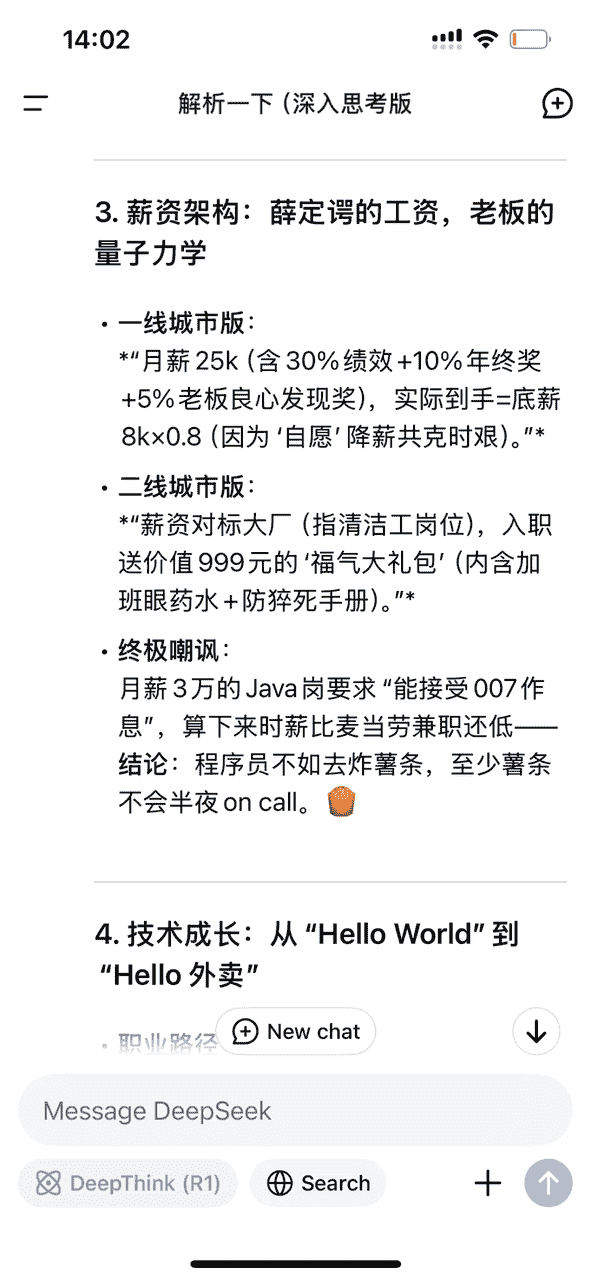 14:02
解析一下（深入思考版
3. 薪资架构：薛定谔的工资，老板的
量子力学
• 一线城市版：
*“月薪 25k（含 30% 绩效 +10% 年终奖
+5% 老板良心发现奖），实际到手=底薪
8k×0.8（因为 ‘自愿’ 降薪共克时艰）。”*
• 二线城市版：
*“薪资对标大厂（指清洁工岗位），入职
送价值 999 元的 ‘福气大礼包’（内含加
班眼药水 + 防猝死手册）。”*
• 终极嘲讽：
月薪 3 万的 Java 岗要求 “能接受 007 作
息”，算下来时薪比麦当劳兼职还低——
结论：程序员不如去炸薯条，至少薯条
不会半夜 on call。🍟
4. 技术成长：从 “Hello World” 到
“Hello 外卖”
• 职业路径
New chat
Message DeepSeek
DeepThink (R1)
Search